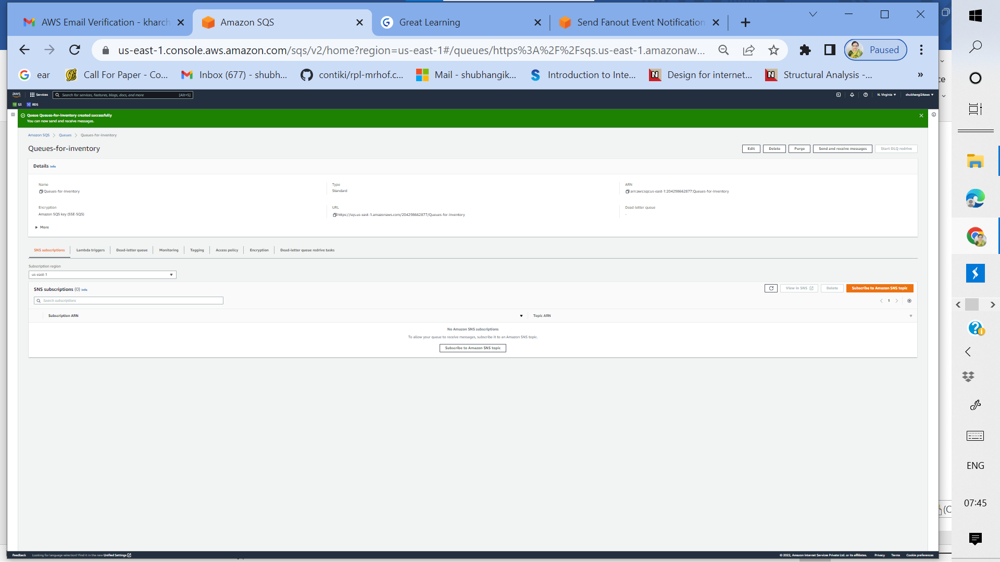 AWS Email Verification - kharch
Amazon SQS
Great Learning
Send Fanout Event Notification
us-east-1.console.aws.amazon.com/sqs/v2/home?region=us-east-1#/queues/https%3A%2F%2Fsqs.us-east-1.amazonaw...
Paused
ear
Call For Paper - Co...
Inbox (677) - shubh...
contiki/rpl-mrhof.c...
Mail - shubhangik...
Introduction to Inte...
Design for internet...
Structural Analysis -...
»
aws
Services
Search for services, features, blogs, docs, and more
[Alt+S]
N. Virginia
shubhangi24aws
S3
RDS
Queue Queues-for-inventory created successfully
You can now send and receive messages.
Amazon SQS
Queues
Queues-for-inventory
Queues-for-inventory
Edit
Delete
Purge
Send and receive messages
Start DLQ redrive
Details Info
Name
Queues-for-inventory
Type
Standard
ARN
arn:aws:sqs:us-east-1:204298662877:Queues-for-inventory
Encryption
Amazon SQS key (SSE-SQS)
URL
https://sqs.us-east-1.amazonaws.com/204298662877/Queues-for-inventory
Dead-letter queue
-
More
SNS subscriptions
Lambda triggers
Dead-letter queue
Monitoring
Tagging
Access policy
Encryption
Dead-letter queue redrive tasks
Subscription region
us-east-1
SNS subscriptions (0) Info
View in SNS
Delete
Subscribe to Amazon SNS topic
Search subscriptions
1
Subscription ARN
Topic ARN
No Amazon SNS subscriptions
To allow your queue to receive messages, subscribe it to an Amazon SNS topic.
Subscribe to Amazon SNS topic
Feedback
Looking for language selection? Find it in the new Unified Settings
© 2022, Amazon Internet Services Private Ltd. or its affiliates.
Privacy
Terms
Cookie preferences
ce
(C
ENG
07:45